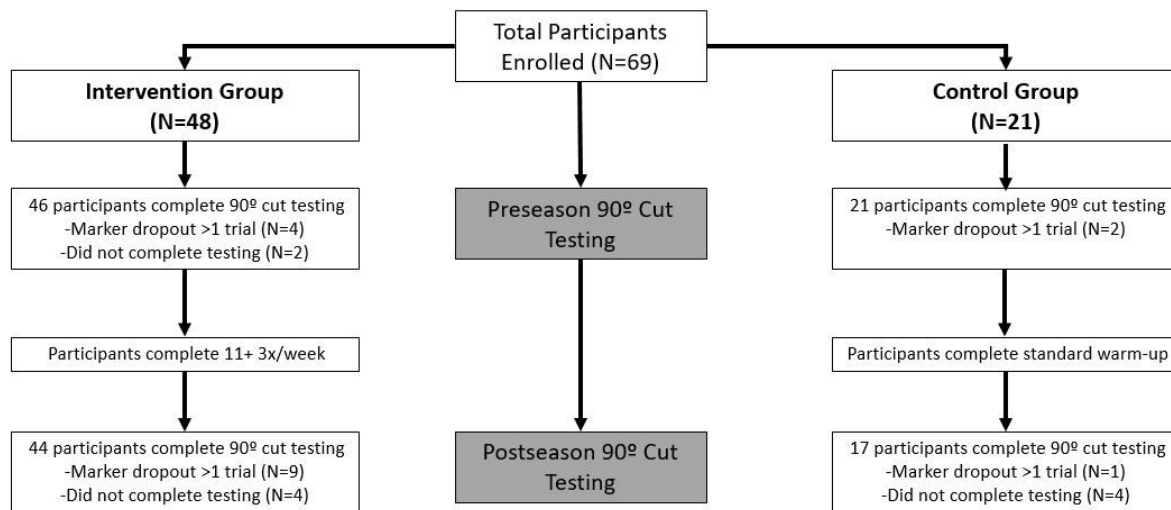 Total Participants
Enrolled (N=69)
Intervention Group
(N=48)
Control Group
(N=21)
46 participants complete 90º cut testing
-Marker dropout >1 trial (N=4)
-Did not complete testing (N=2)
Preseason 90º Cut
Testing
21 participants complete 90º cut testing
-Marker dropout >1 trial (N=2)
Participants complete 11+ 3x/week
Participants complete standard warm-up
44 participants complete 90º cut testing
-Marker dropout >1 trial (N=9)
-Did not complete testing (N=4)
Postseason 90º Cut
Testing
17 participants complete 90º cut testing
-Marker dropout >1 trial (N=1)
-Did not complete testing (N=4)